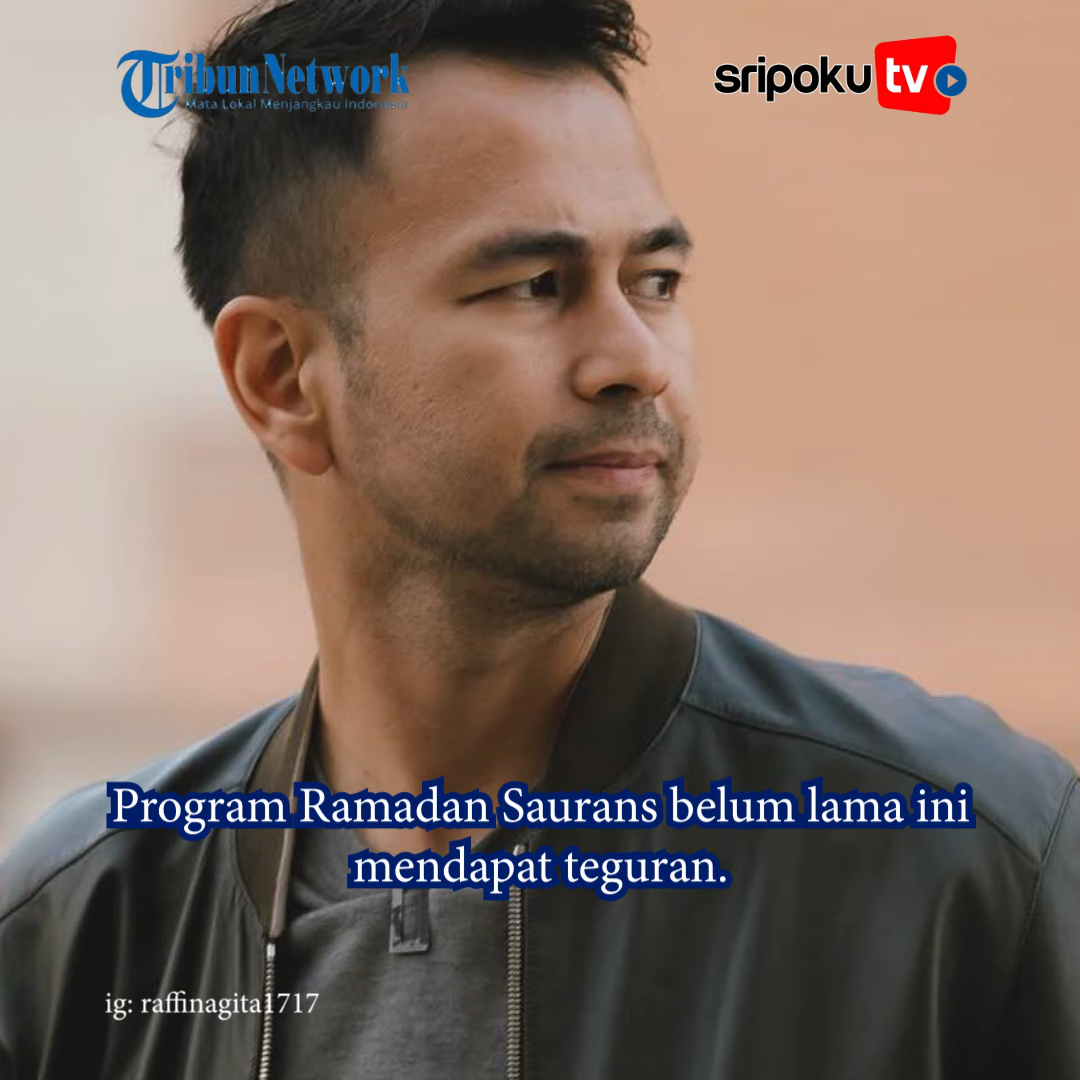 TribunNetwork
Mata Lokal Menjangkau Indonesia
sripoku tv
Program Ramadan Saurans belum lama ini
mendapat teguran.
ig: raffinagita1717